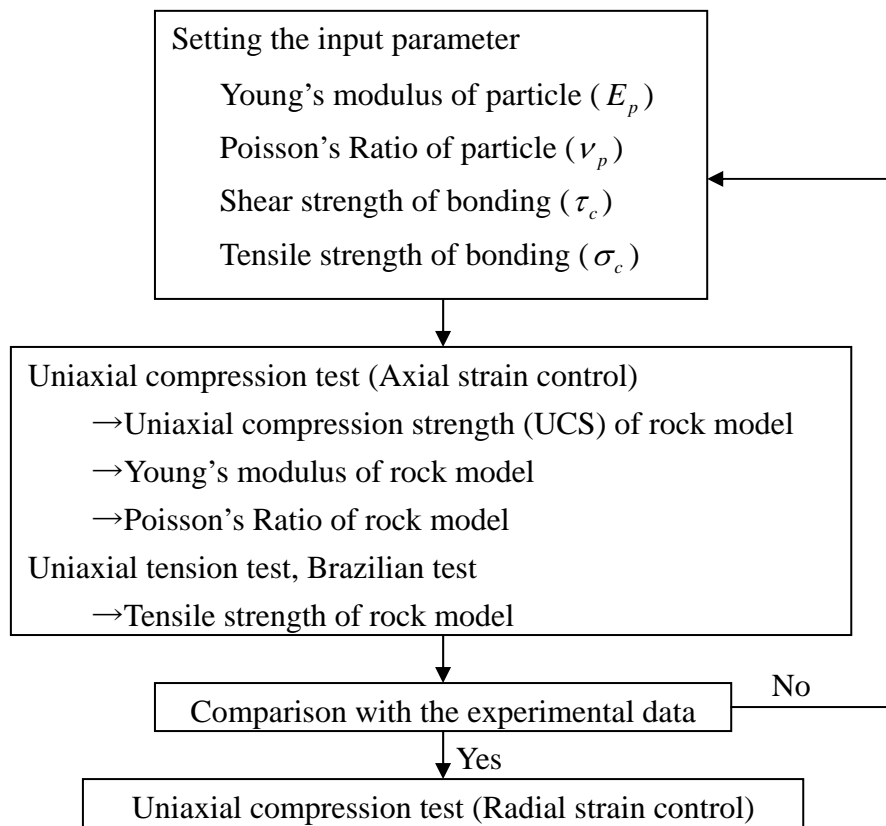 Setting the input parameter
Young's modulus of particle (E_p)
Poisson's Ratio of particle (ν_p)
Shear strength of bonding (τ_c)
Tensile strength of bonding (σ_c)
Uniaxial compression test (Axial strain control)
→Uniaxial compression strength (UCS) of rock model
→Young's modulus of rock model
→Poisson's Ratio of rock model
Uniaxial tension test, Brazilian test
→Tensile strength of rock model
No
Comparison with the experimental data
Yes
Uniaxial compression test (Radial strain control)